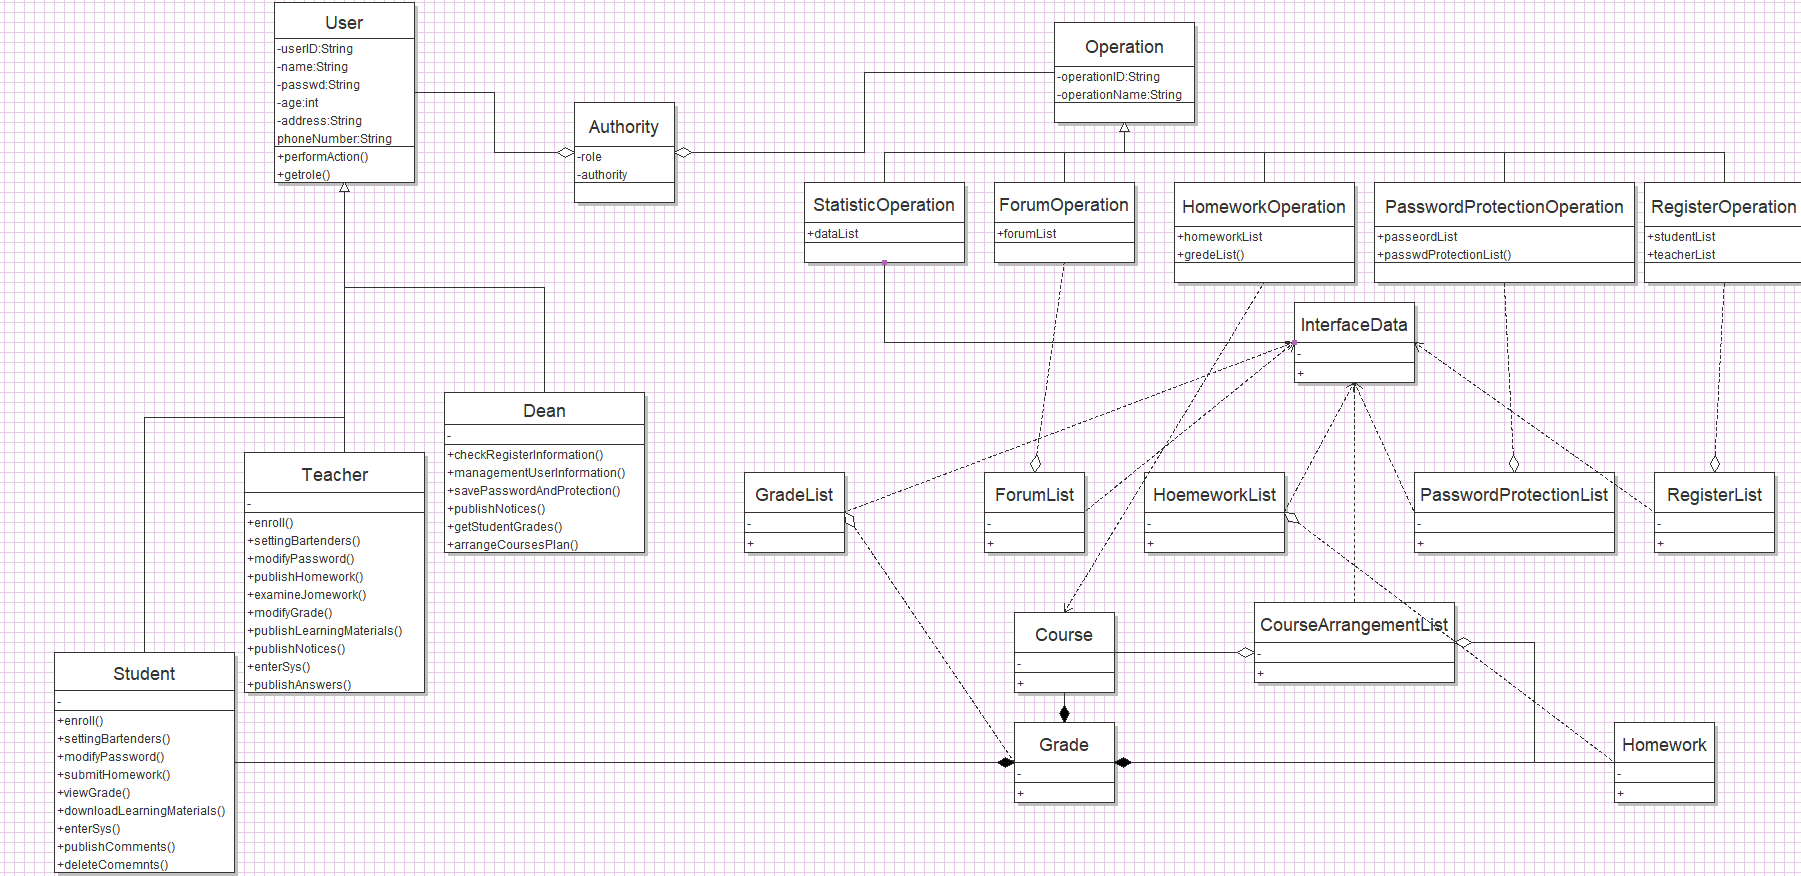 User
-userID:String
-name:String
-passwd:String
-age:int
-address:String
phoneNumber:String
+performAction()
+getrole()
Authority
-role
-authority
Operation
-operationID:String
-operationName:String
StatisticOperation
+dataList
ForumOperation
+forumList
HomeworkOperation
+homeworkList
+gredeList()
PasswordProtectionOperation
+passeordList
+passwdProtectionList()
RegisterOperation
+studentList
+teacherList
InterfaceData
-
+
Dean
-
+checkRegisterInformation()
+managementUserInformation()
+savePasswordAndProtection()
+publishNotices()
+getStudentGrades()
+arrangeCoursesPlan()
Teacher
-
+enroll()
+settingBartenders()
+modifyPassword()
+publishHomework()
+examineJomework()
+modifyGrade()
+publishLearningMaterials()
+publishNotices()
+enterSys()
+publishAnswers()
GradeList
-
+
ForumList
-
+
HoemeworkList
-
+
PasswordProtectionList
-
+
RegisterList
-
+
Course
-
+
CourseArrangementList
-
+
Student
-
+enroll()
+settingBartenders()
+modifyPassword()
+submitHomework()
+viewGrade()
+downloadLearningMaterials()
+enterSys()
+publishComments()
+deleteComemnts()
Grade
-
+
Homework
-
+